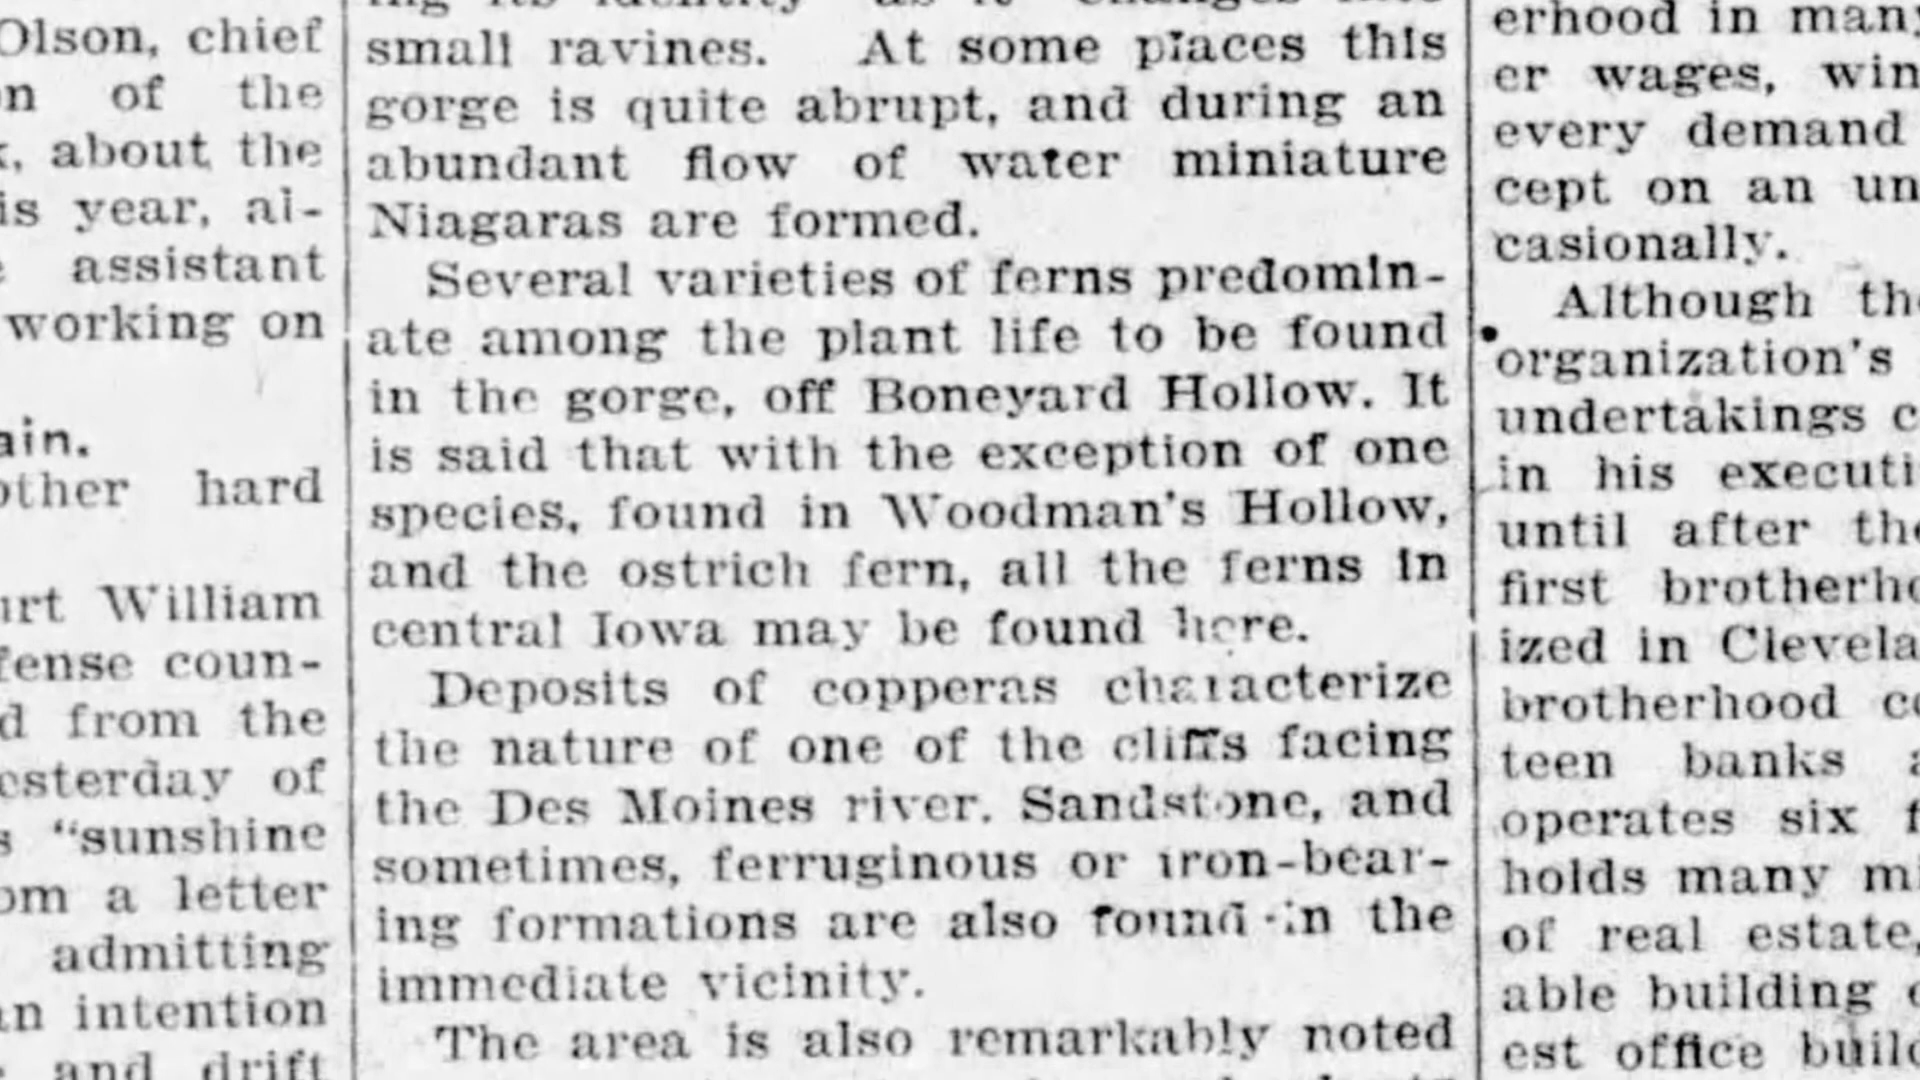 Olson, chief
of the
about the
is year, al-
assistant
working on
ain.
other hard
William
fense coun-
d from the
esterday of
"sunshine
om a letter
admitting
an intention
and drift
small ravines. At some places this
gorge is quite abrupt, and during an
abundant flow of water miniature
Niagaras are formed.
Several varieties of ferns predomin-
ate among the plant life to be found
in the gorge, off Boneyard Hollow. It
is said that with the exception of one
species, found in Woodman's Hollow,
and the ostrich fern, all the ferns in
central Iowa may be found here.
Deposits of copperas characterize
the nature of one of the cliffs facing
the Des Moines river. Sandstone, and
sometimes, ferruginous or iron-bear-
ing formations are also found in the
immediate vicinity.
The area is also remarkably noted
erhood in many
er wages, win
every demand
cept on an un
casionally.
Although the
organization's
undertakings c
in his executi
until after the
first brotherho
ized in Clevela
brotherhood co
teen banks a
operates six f
holds many mi
of real estate,
able building
est office build